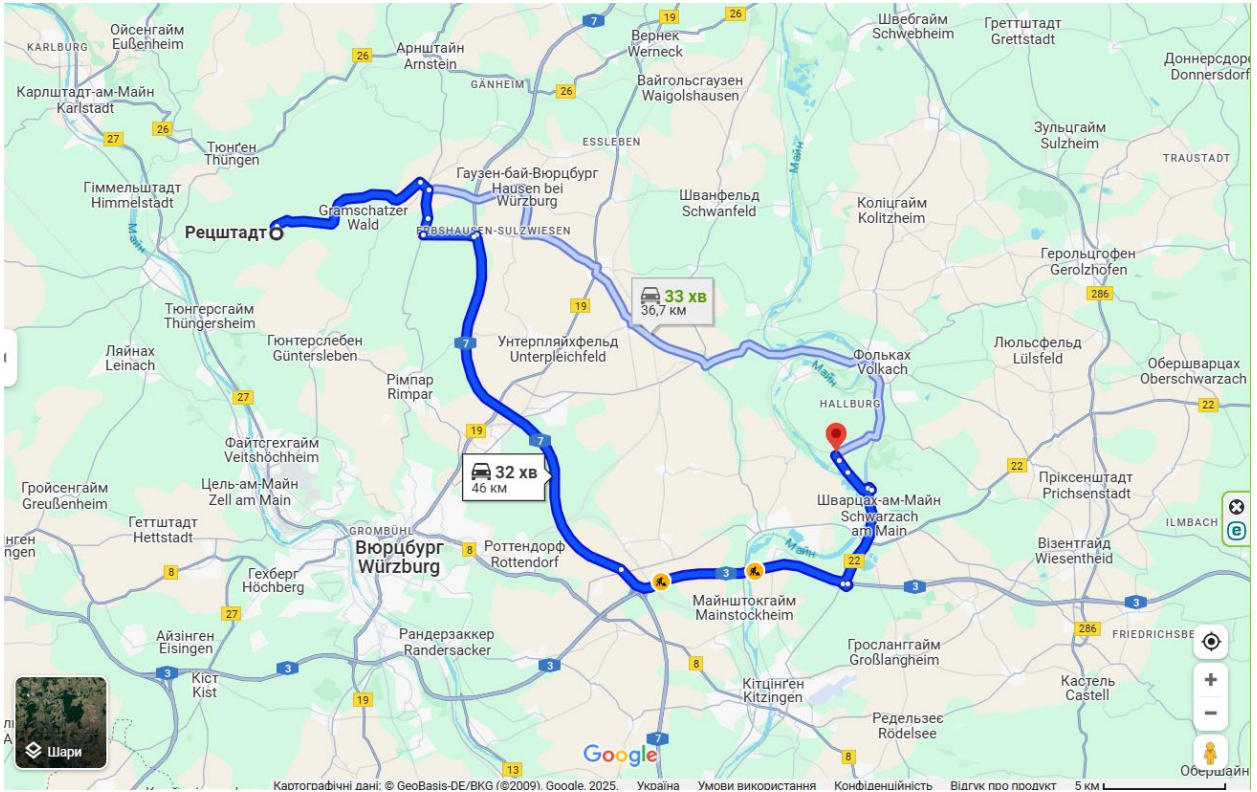 Ойсенгайм
Eußenheim
KARLBURG
Арнштайн
Arnstein
Вернек
Werneck
Швебгайм
Schwebheim
Греттштадт
Grettstadt
Карлштадт-ам-Майн
Karlstadt
GÄNHEIM
Вайгольсгаузен
Waigolshausen
Donnersdorf
26
19
7
26
26
26
27
Тюнґен
Thüngen
ESSLEBEN
Майн
Зульцгайм
Sulzheim
TRAUSTADT
Гіммельштадт
Himmelstadt
Gramschatzer
Wald
Гаузен-бай-Вюрцбург
Hausen bei
Würzburg
Шванфельд
Schwanfeld
Коліцгайм
Kolitzheim
Рецштадт
ERBSHAUSEN-SULZWIESEN
Майн
Герольцгофен
Gerolzhofen
286
33 хв
36,7 км
Тюнгерсгайм
Thüngersheim
Гюнтерслебен
Güntersleben
19
7
Унтерпляйхфельд
Unterpleichfeld
Ляйнах
Leinach
Рімпар
Rimpar
Фольках
Volkach
Люльсфельд
Lülsfeld
Обершварцах
Oberschwarzach
Майн
HALLBURG
27
22
19
7
Файтсгехгайм
Veitshöchheim
32 хв
46 км
22
Гройсенгайм
Greußenheim
Цель-ам-Майн
Zell am Main
Шварцах-ам-Майн
Schwarzach
am Main
Пріксенштадт
Prichsenstadt
Геттштадт
Hettstadt
GROMBÜHL
Вюрцбург
Würzburg
8
Роттендорф
Rottendorf
Майн
22
Візентгайд
Wiesentheid
ILMBACH
8
Гехберг
Höchberg
3
3
27
Майнштокгайм
Mainstockheim
Айзінген
Eisingen
Рандерзаккер
Randersacker
286
FRIEDRICHSBE
Гросланггайм
Großlangheim
3
3
8
Кіст
Kist
19
Кітцінґен
Kitzingen
Кастель
Castell
Редельзеє
Rödelsee
7
8
13
Шари
Google
Картографічні дані: © GeoBasis-DE/BKG (©2009), Google, 2025, Україна Умови використання Конфіденційність Відгук про продукт 5 км